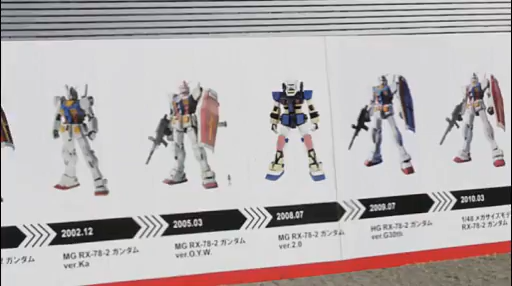 2002.12
2005.03
2008.07
2009.07
2010.03
ガンダム
MG RX-78-2 ガンダム
ver.Ka
MG RX-78-2 ガンダム
ver.O.Y.W.
MG RX-78-2 ガンダム
ver.2.0
HG RX-78-2 ガンダム
ver.G30th
1/48 メガサイズモデ
RX-78-2 ガンダム